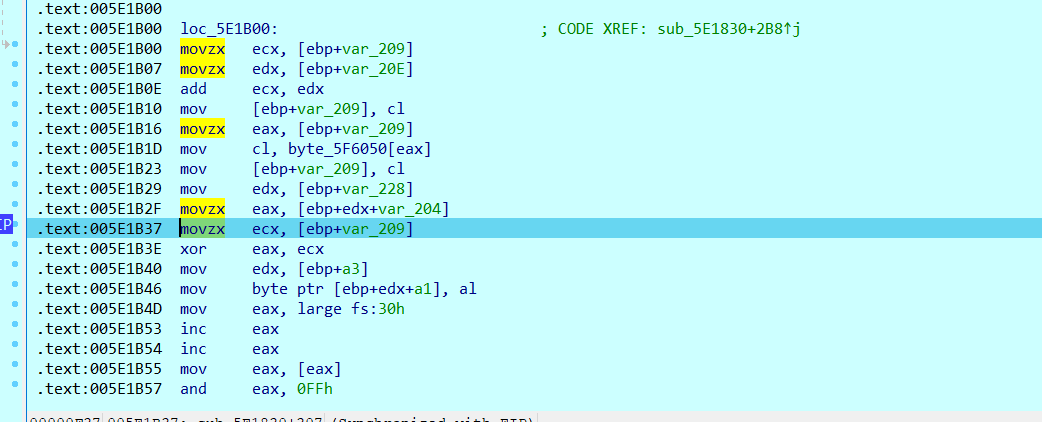 .text:005E1B00
.text:005E1B00 loc_5E1B00: ; CODE XREF: sub_5E1830+2B8↑j
.text:005E1B00 movzx ecx, [ebp+var_209]
.text:005E1B07 movzx edx, [ebp+var_20E]
.text:005E1B0E add ecx, edx
.text:005E1B10 mov [ebp+var_209], cl
.text:005E1B16 movzx eax, [ebp+var_209]
.text:005E1B1D mov cl, byte_5F6050[eax]
.text:005E1B23 mov [ebp+var_209], cl
.text:005E1B29 mov edx, [ebp+var_228]
.text:005E1B2F movzx eax, [ebp+edx+var_204]
IP .text:005E1B37 movzx ecx, [ebp+var_209]
.text:005E1B3E xor eax, ecx
.text:005E1B40 mov edx, [ebp+a3]
.text:005E1B46 mov byte ptr [ebp+edx+a1], al
.text:005E1B4D mov eax, large fs:30h
.text:005E1B53 inc eax
.text:005E1B54 inc eax
.text:005E1B55 mov eax, [eax]
.text:005E1B57 and eax, 0FFh